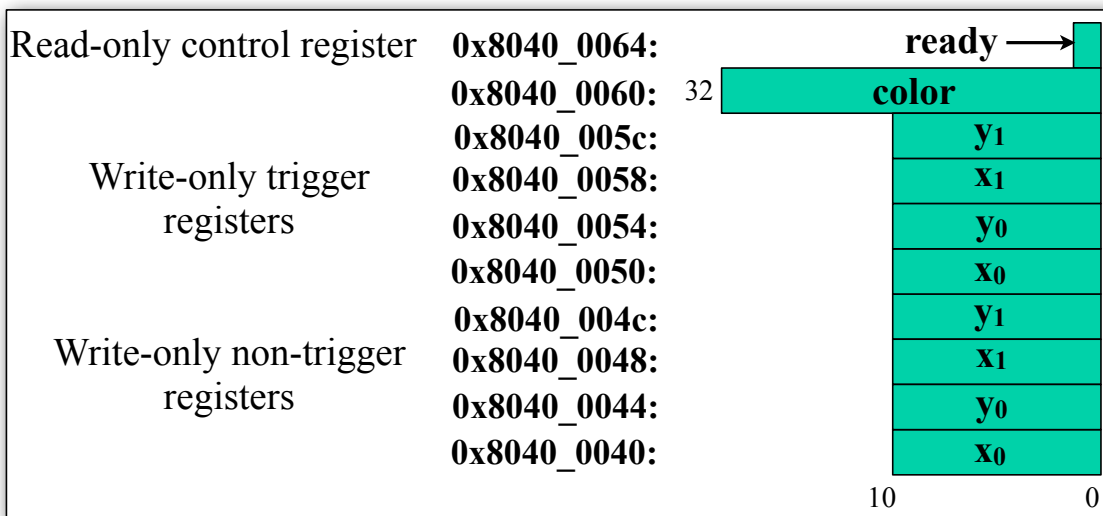 Read-only control register 0x8040_0064: ready
0x8040_0060: 32 color
0x8040_005c: y1
Write-only trigger 0x8040_0058: x1
registers 0x8040_0054: y0
0x8040_0050: x0
0x8040_004c: y1
Write-only non-trigger 0x8040_0048: x1
registers 0x8040_0044: y0
0x8040_0040: x0
10 0